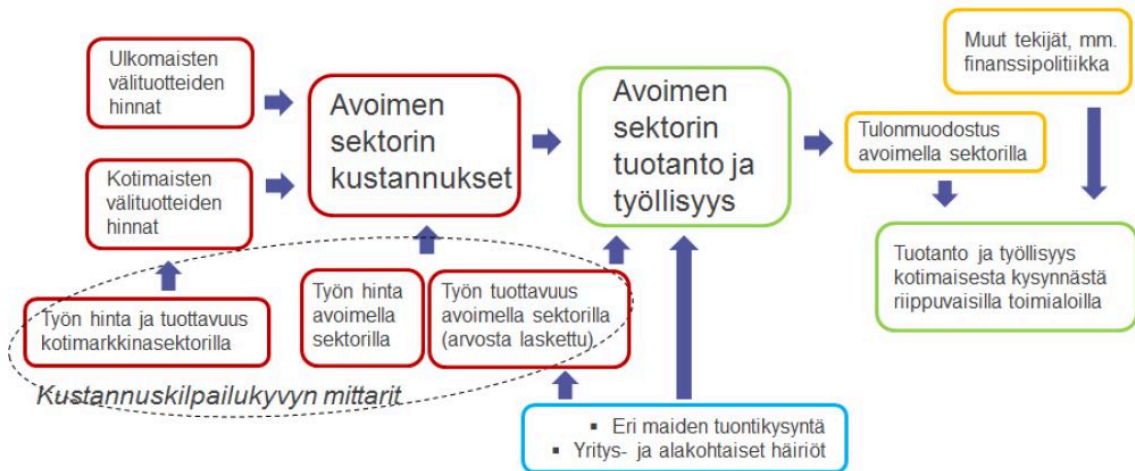 Ulkomaisten
välituotteiden
hinnat
Kotimaisten
välituotteiden
hinnat
Työn hinta ja tuottavuus
kotimarkkinasektorilla
Avoimen
sektorin
kustannukset
Työn hinta
avoimella
sektorilla
Työn tuottavuus
avoimella sektorilla
(arvosta laskettu)
Kustannuskilpailukyvyn mittarit
Avoimen
sektorin
tuotanto ja
työllisyys
▪ Eri maiden tuontikysyntä
▪ Yritys- ja alakohtaiset häiriöt
Tulonmuodostus
avoimella sektorilla
Muut tekijät, mm.
finanssipolitiikka
Tuotanto ja työllisyys
kotimaisesta kysynnästä
riippuvaisilla toimialoilla